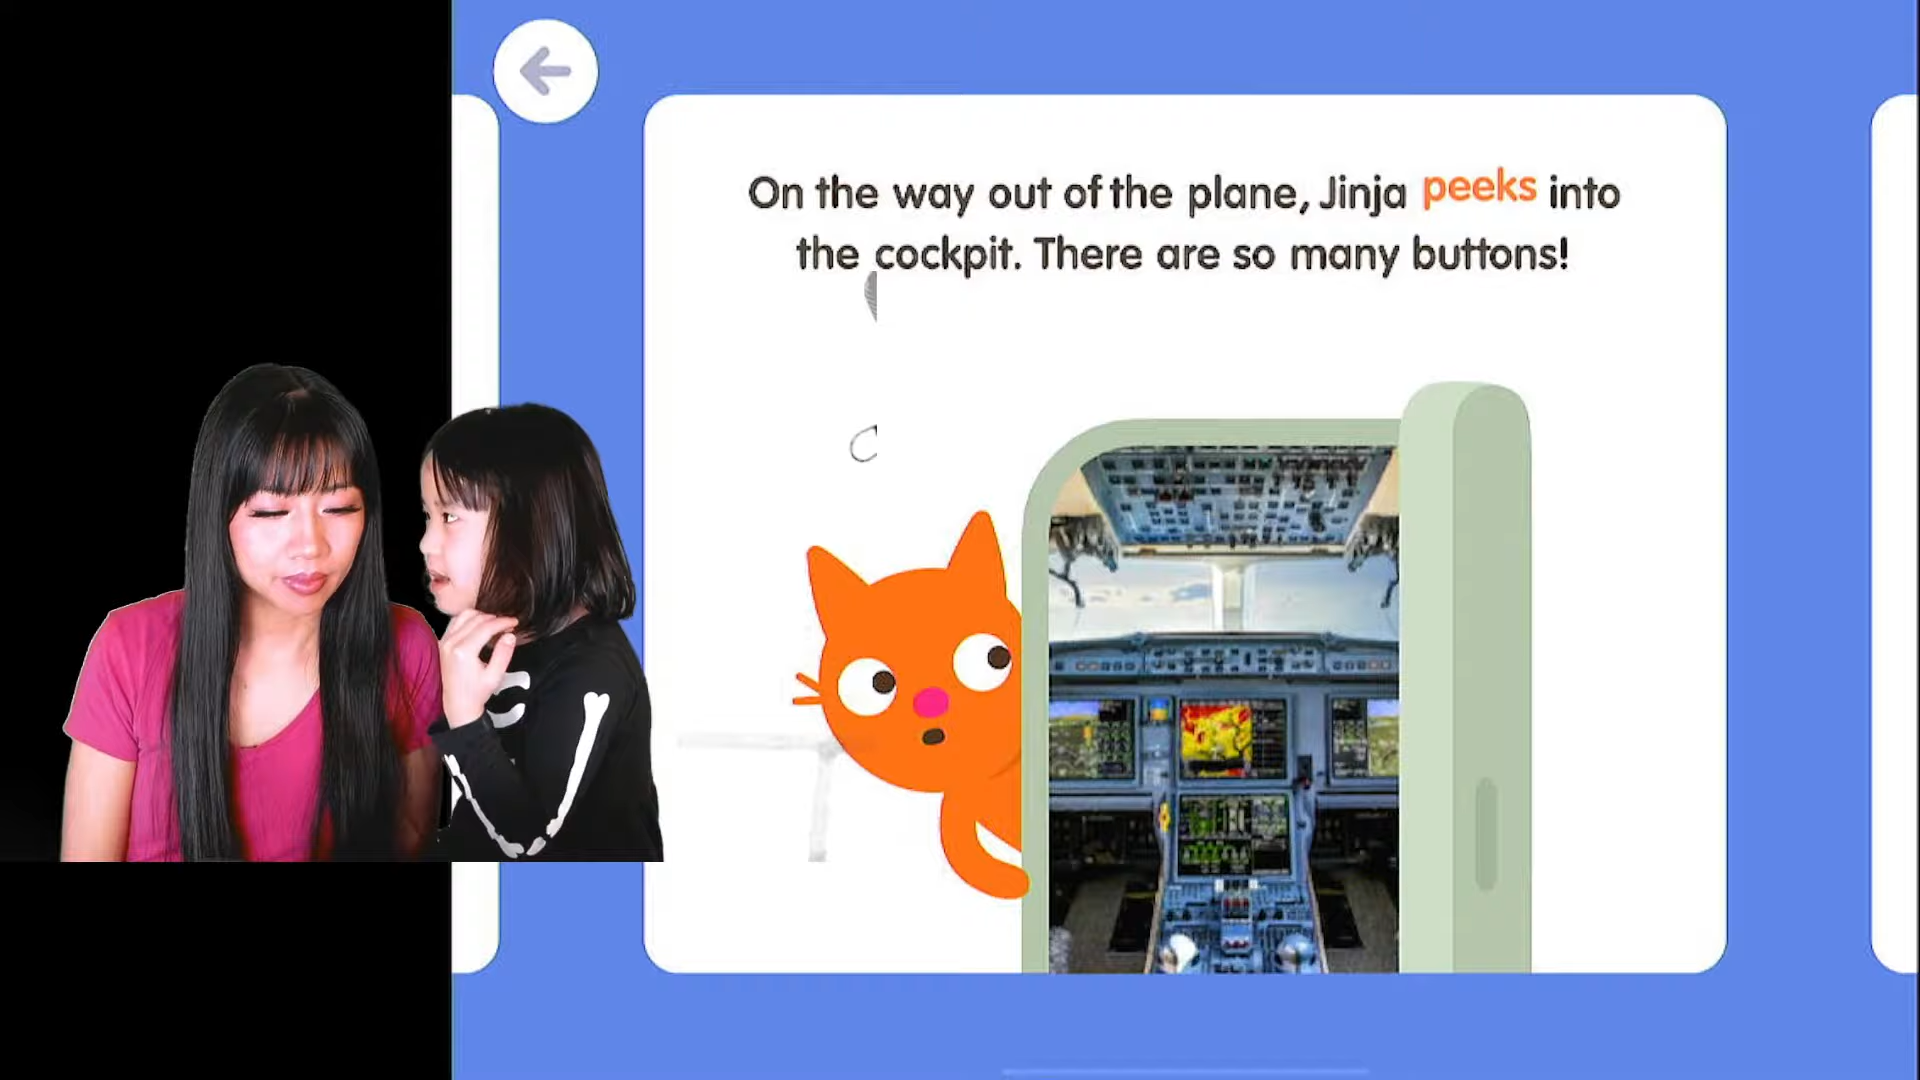 On the way out of the plane, Jinja peeks into
the cockpit. There are so many buttons!